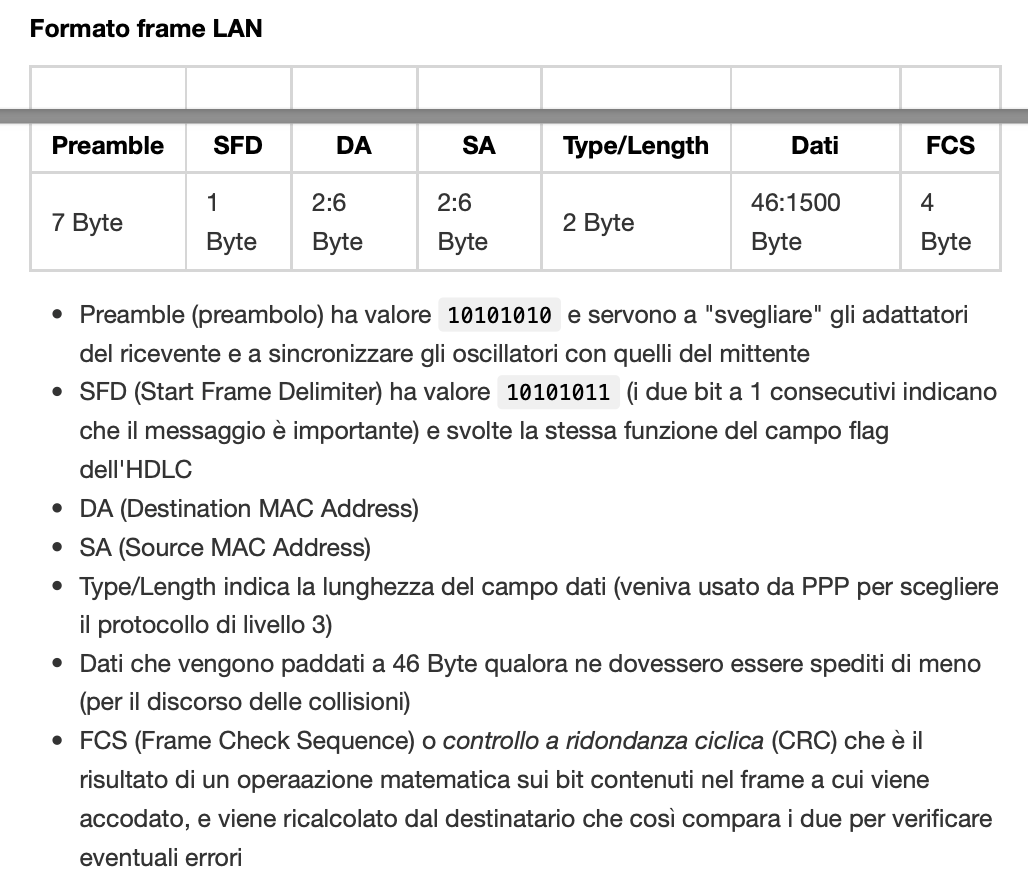 Formato frame LAN
Preamble SFD DA SA Type/Length Dati FCS
7 Byte 1 Byte 2:6 Byte 2:6 Byte 2 Byte 46:1500 Byte 4 Byte
• Preamble (preambolo) ha valore 10101010 e servono a "svegliare" gli adattatori
del ricevente e a sincronizzare gli oscillatori con quelli del mittente
• SFD (Start Frame Delimiter) ha valore 10101011 (i due bit a 1 consecutivi indicano
che il messaggio è importante) e svolte la stessa funzione del campo flag
dell'HDLC
• DA (Destination MAC Address)
• SA (Source MAC Address)
• Type/Length indica la lunghezza del campo dati (veniva usato da PPP per scegliere
il protocollo di livello 3)
• Dati che vengono paddati a 46 Byte qualora ne dovessero essere spediti di meno
(per il discorso delle collisioni)
• FCS (Frame Check Sequence) o controllo a ridondanza ciclica (CRC) che è il
risultato di un operaazione matematica sui bit contenuti nel frame a cui viene
accodato, e viene ricalcolato dal destinatario che così compara i due per verificare
eventuali errori